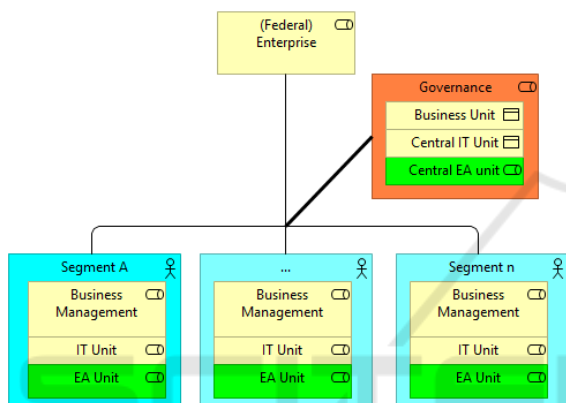 (Federal)
Enterprise
Governance
Business Unit
Central IT Unit
Central EA unit
Segment A
Business
Management
IT Unit
EA Unit
...
Business
Management
IT Unit
EA Unit
Segment n
Business
Management
IT Unit
EA Unit